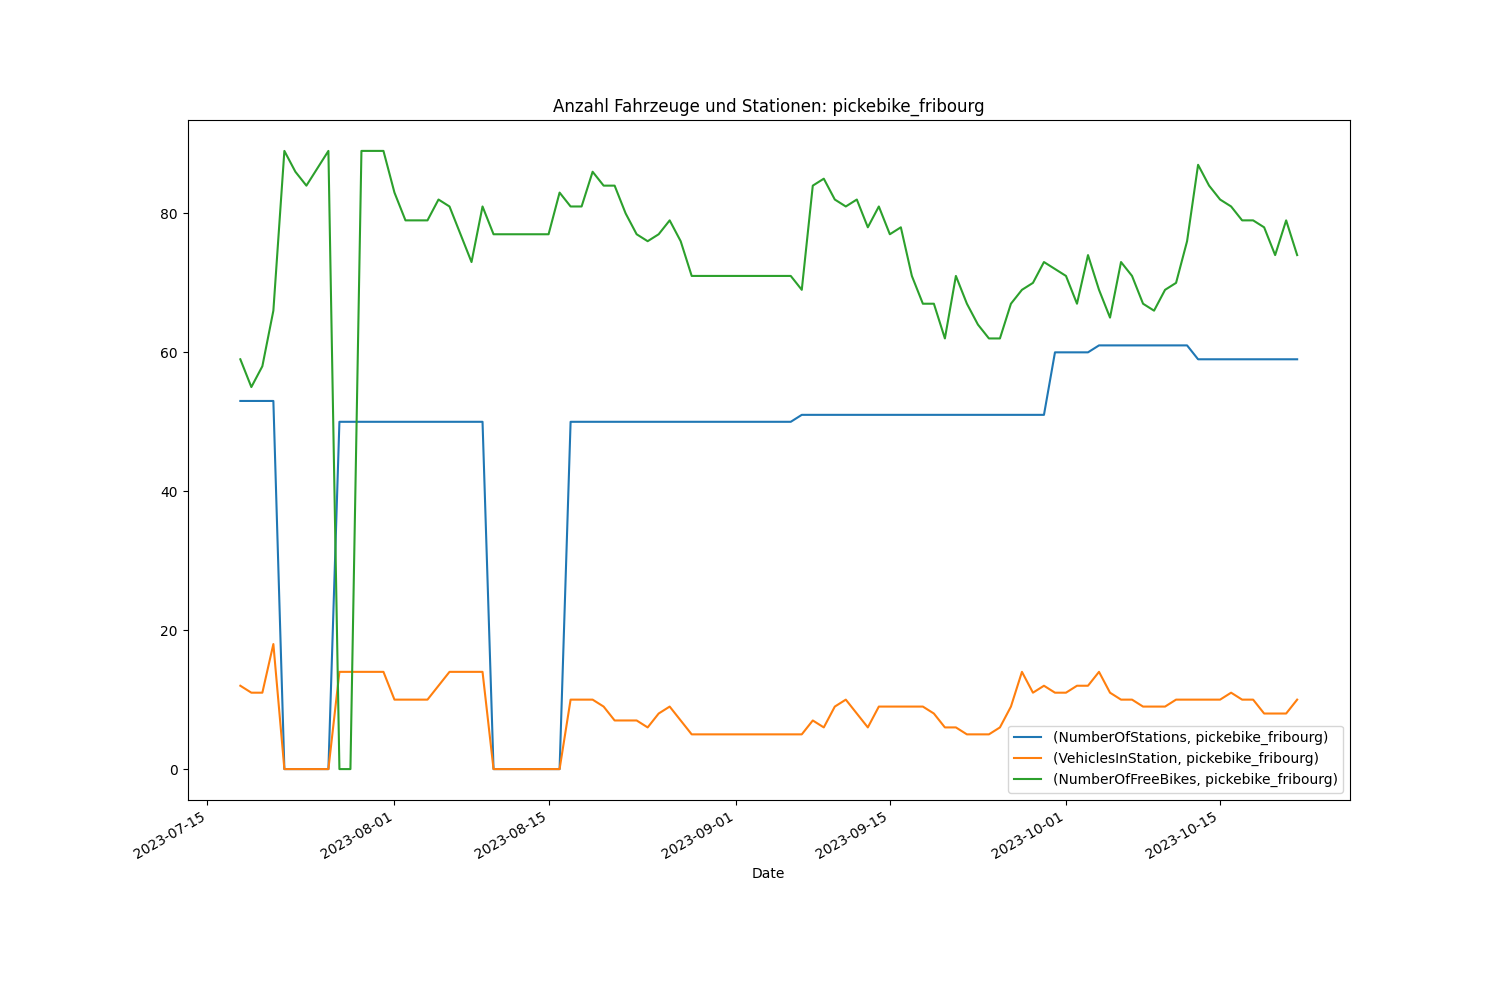 Anzahl Fahrzeuge und Stationen: pickebike_fribourg
80
60
40
20
0
(NumberOfStations, pickebike_fribourg)
(VehiclesInStation, pickebike_fribourg)
(NumberOfFreeBikes, pickebike_fribourg)
2023-07-15
2023-08-01
2023-08-15
2023-09-01
2023-09-15
2023-10-01
2023-10-15
Date